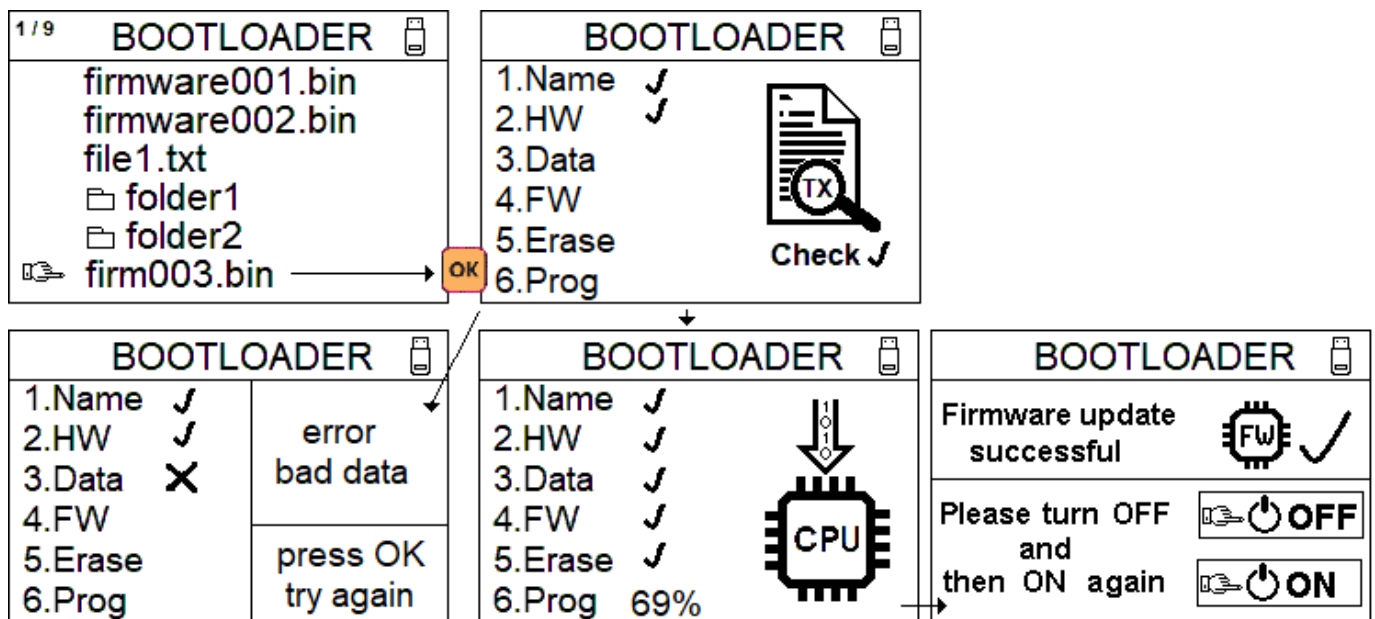 1/9
BOOTLOADER
firmware001.bin
firmware002.bin
file1.txt
folder1
folder2
firm003.bin
OK
BOOTLOADER
1.Name
2.HW
3.Data
4.FW
5.Erase
6.Prog
TX
Check
BOOTLOADER
1.Name
2.HW
3.Data
4.FW
5.Erase
6.Prog
error
bad data
press OK
try again
BOOTLOADER
1.Name
2.HW
3.Data
4.FW
5.Erase
6.Prog 69%
1
0
1
0
CPU
BOOTLOADER
Firmware update
successful
FW
Please turn OFF
and
then ON again
OFF
ON